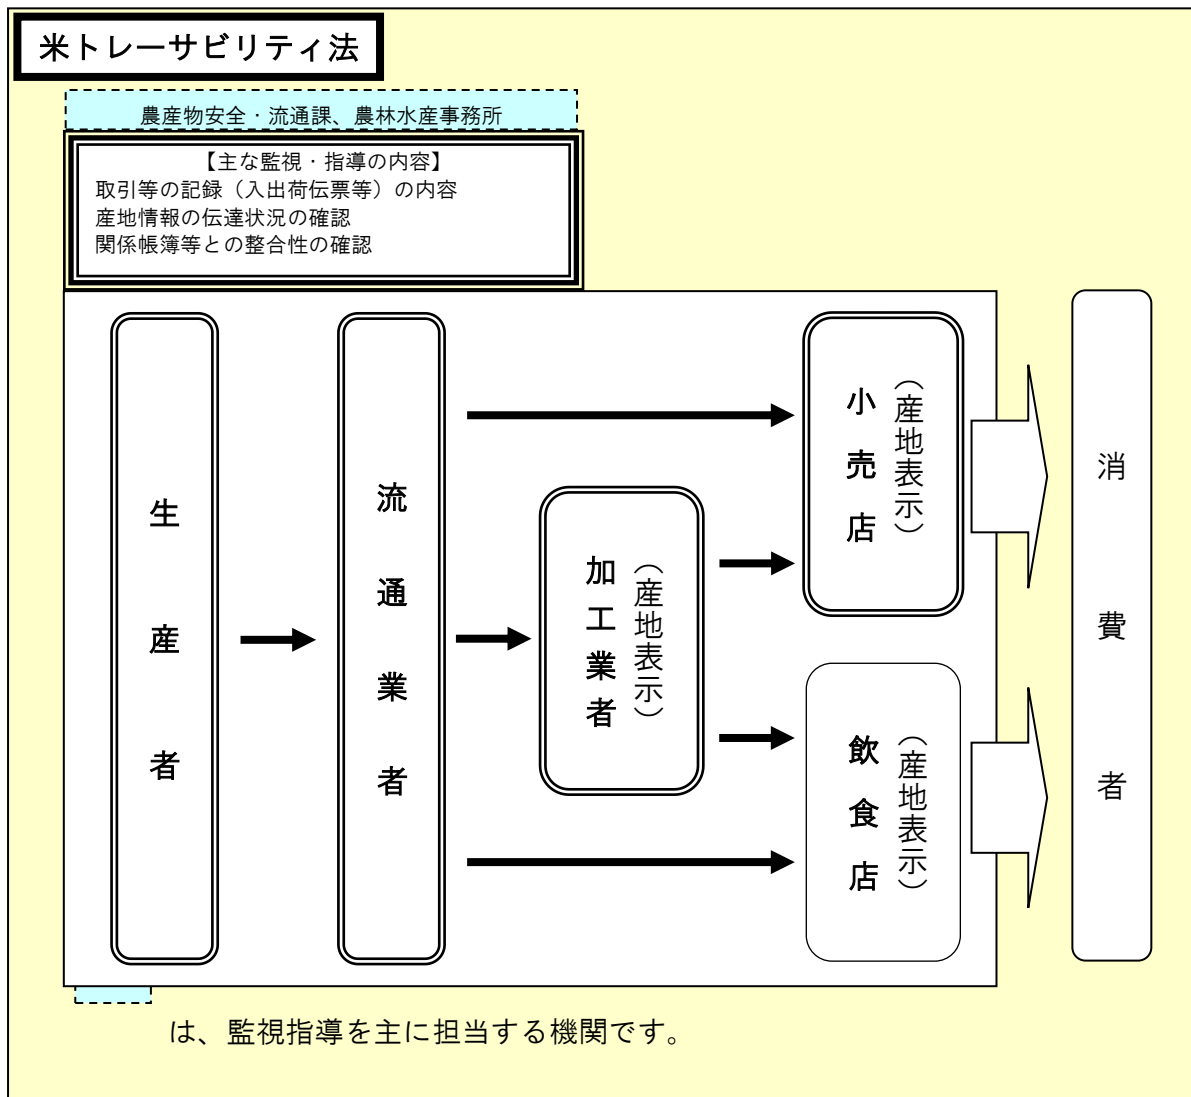 米トレーサビリティ法
農産物安全・流通課、農林水産事務所
【主な監視・指導の内容】
取引等の記録（入出荷伝票等）の内容
産地情報の伝達状況の確認
関係帳簿等との整合性の確認
生産者
流通業者
加工業者
（産地表示）
小売店
（産地表示）
飲食店
（産地表示）
消費者
は、監視指導を主に担当する機関です。